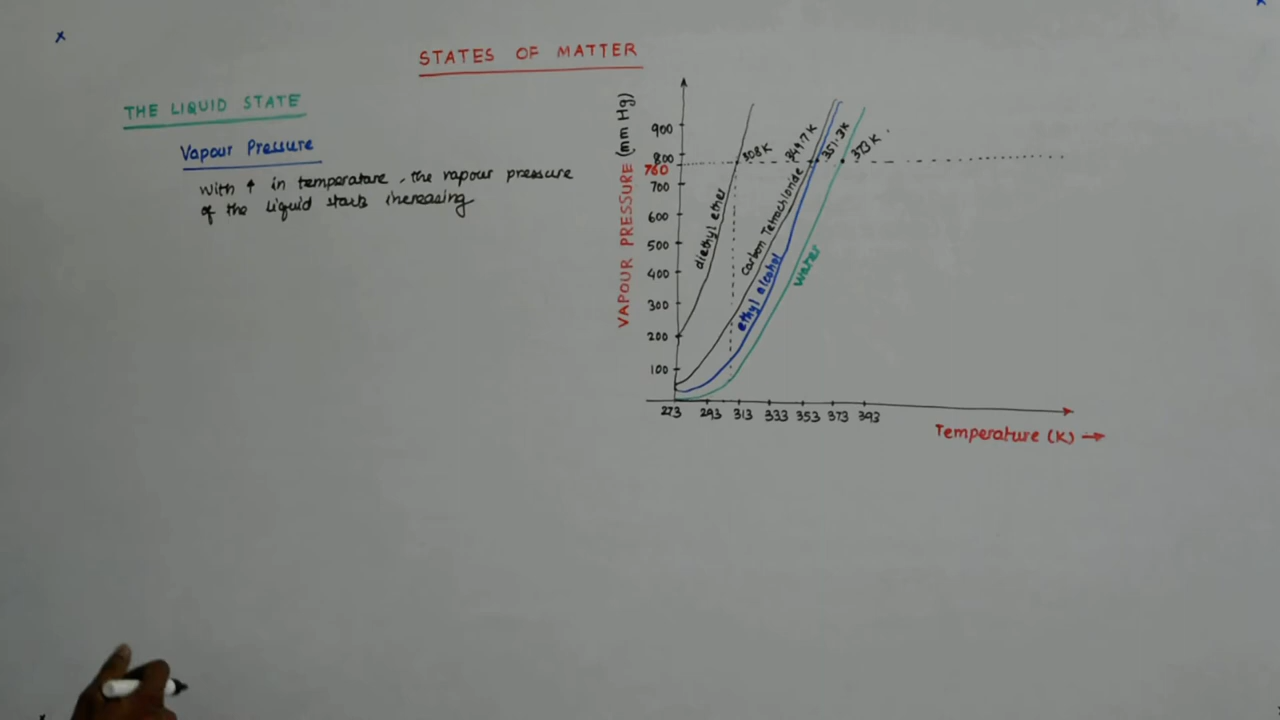 STATES OF MATTER
THE LIQUID STATE
Vapour Pressure
With ↑ in temperature, the vapour pressure
of the liquid starts increasing
VAPOUR PRESSURE (mm Hg)
900
800
760
700
600
500
400
300
200
100
308K
349.7K
351.3K
373K
diethyl ether
Carbon Tetrachloride
ethyl alcohol
water
273 293 313 333 353 373 393
Temperature (K) →